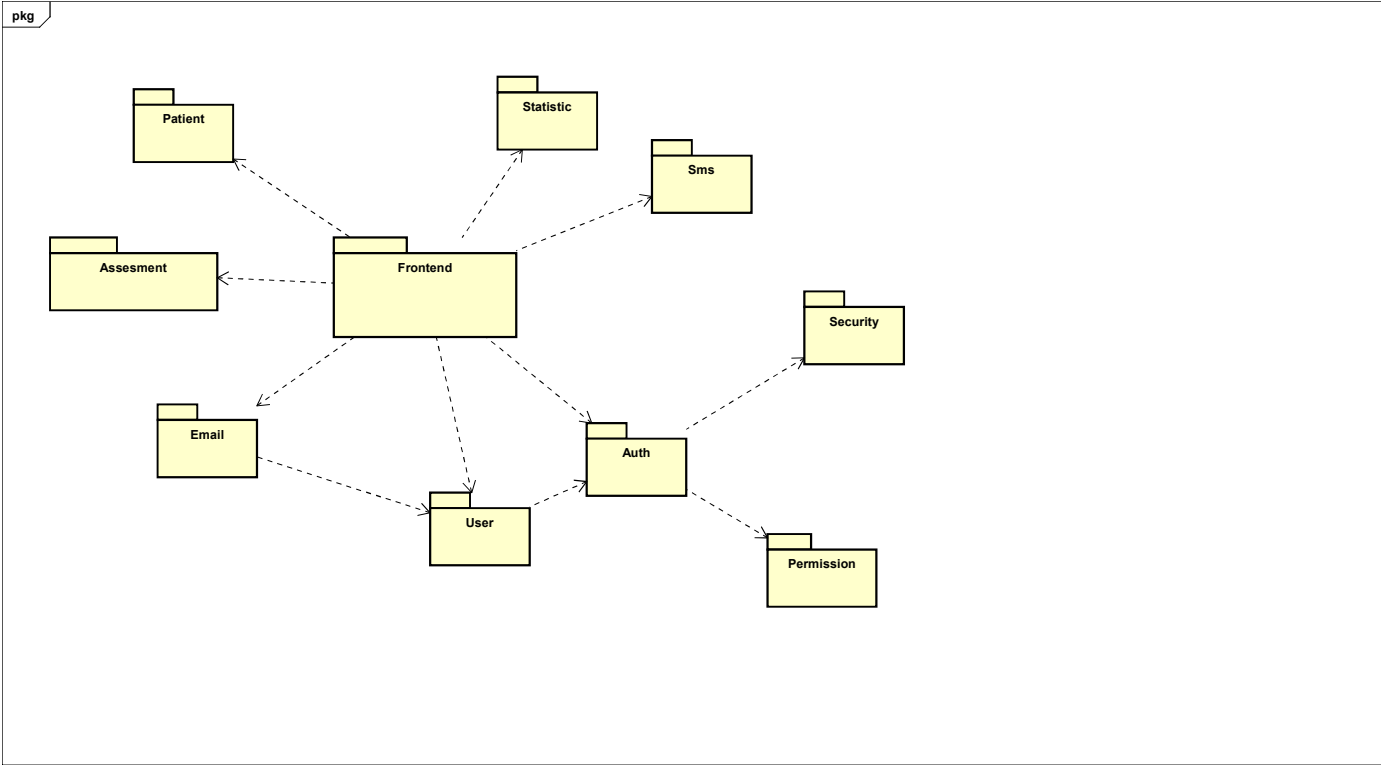 pkg
Statistic
Patient
Sms
Assesment
Frontend
Security
Email
Auth
User
Permission